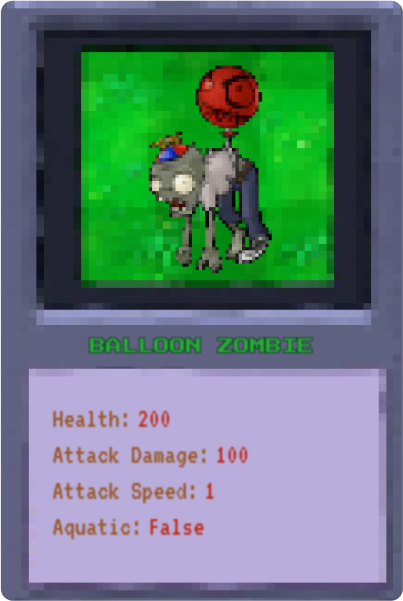 BALLOON ZOMBIE
Health: 200
Attack Damage: 100
Attack Speed: 1
Aquatic: False